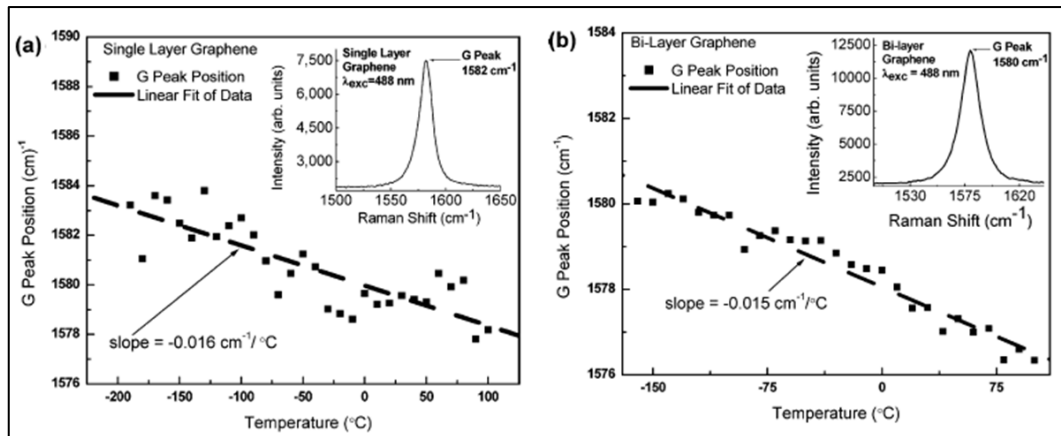 (a)
Single Layer Graphene
G Peak Position
Linear Fit of Data
1590
1588
1586
1584
1582
1580
1578
1576
G Peak Position (cm)⁻¹
slope = -0.016 cm⁻¹/°C
-200 -150 -100 -50 0 50 100
Temperature (°C)
Single Layer
Graphene
λexc=488 nm
G Peak
1582 cm⁻¹
7,500
6,000
4,500
3,000
Intensity (arb. units)
1500 1550 1600 1650
Raman Shift (cm⁻¹)
(b)
Bi-Layer Graphene
G Peak Position
Linear Fit of Data
1584
1582
1580
1578
1576
G Peak Position (cm⁻¹)
slope = -0.015 cm⁻¹/°C
-150 -75 0 75
Temperature (°C)
Bi-layer
Graphene
λexc = 488 nm
G Peak
1580 cm⁻¹
12500
10000
7500
5000
2500
Intensity (arb. units)
1530 1575 1620
Raman Shift (cm⁻¹)